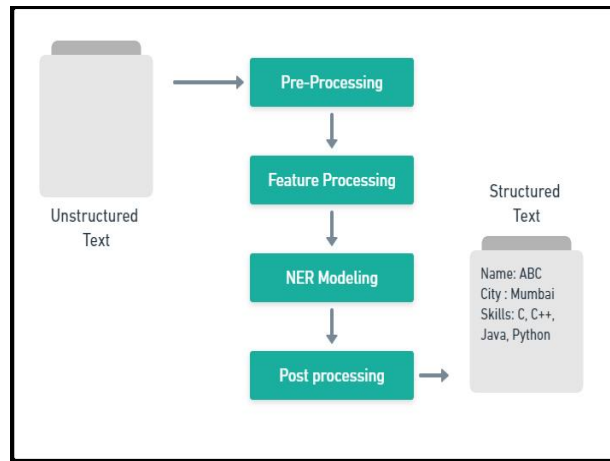 Unstructured
Text
Pre-Processing
Feature Processing
NER Modeling
Post processing
Structured
Text
Name: ABC
City : Mumbai
Skills: C, C++,
Java, Python